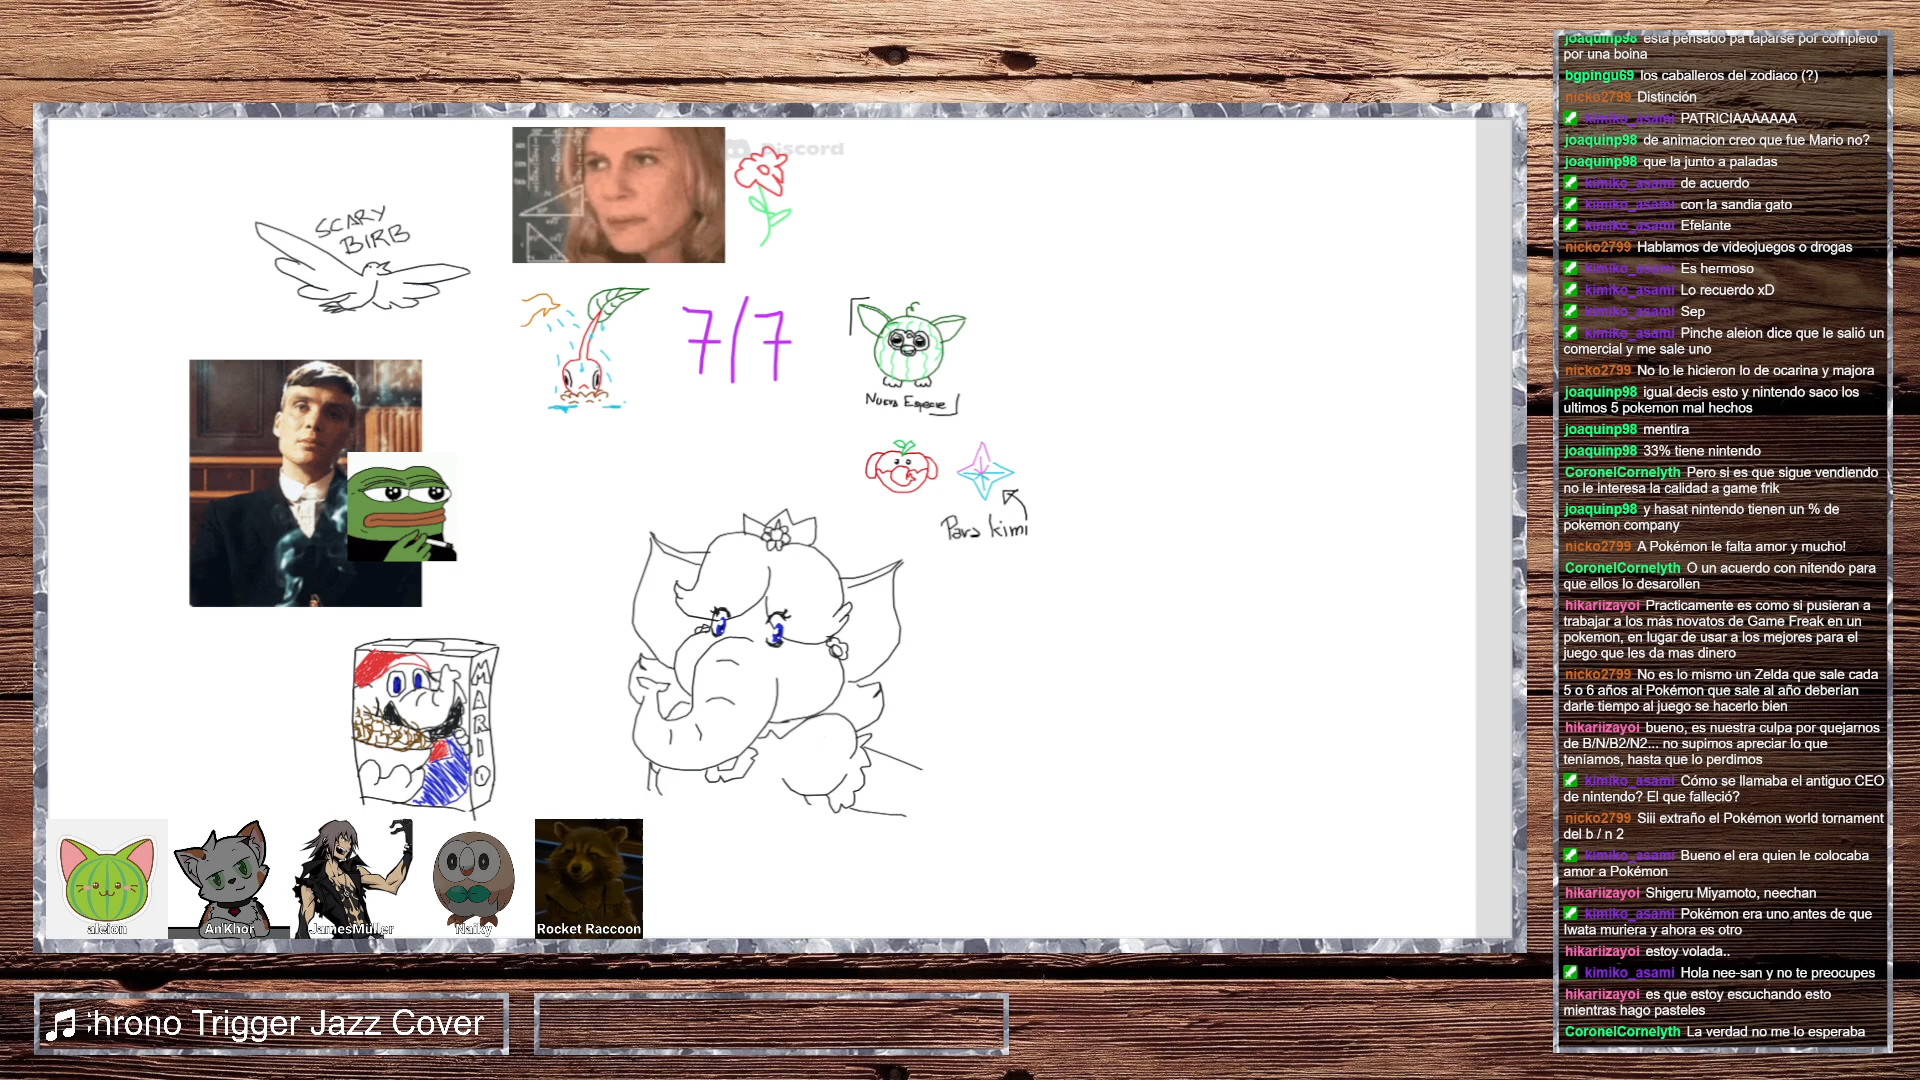 Discord
SCARY
BIRB
7/7
Nueva Especie
Para kimi
MARIO
aleion
An'Khor
JamesMüller
Naiky
Rocket Raccoon
hrono Trigger Jazz Cover
joaquinp98 esta pensado pa taparse por completo
por una boina
bgpingu69 los caballeros del zodiaco (?)
nicko2799 Distinción
kimiko_asami PATRICIAAAAAAA
joaquinp98 de animacion creo que fue Mario no?
joaquinp98 que la junto a paladas
kimiko_asami de acuerdo
kimiko_asami con la sandia gato
kimiko_asami Efelante
nicko2799 Hablamos de videojuegos o drogas
kimiko_asami Es hermoso
kimiko_asami Lo recuerdo xD
kimiko_asami Sep
kimiko_asami Pinche aleion dice que le salió un
comercial y me sale uno
nicko2799 No lo le hicieron lo de ocarina y majora
joaquinp98 igual decis esto y nintendo saco los
ultimos 5 pokemon mal hechos
joaquinp98 mentira
joaquinp98 33% tiene nintendo
CoronelCornelyth Pero si es que sigue vendiendo
no le interesa la calidad a game frik
joaquinp98 y hasat nintendo tienen un % de
pokemon company
nicko2799 A Pokémon le falta amor y mucho!
CoronelCornelyth O un acuerdo con nitendo para
que ellos lo desarollen
hikariizayoi Practicamente es como si pusieran a
trabajar a los más novatos de Game Freak en un
pokemon, en lugar de usar a los mejores para el
juego que les da mas dinero
nicko2799 No es lo mismo un Zelda que sale cada
5 o 6 años al Pokémon que sale al año deberían
darle tiempo al juego se hacerlo bien
hikariizayoi bueno, es nuestra culpa por quejarnos
de B/N/B2/N2... no supimos apreciar lo que
teníamos, hasta que lo perdimos
kimiko_asami Cómo se llamaba el antiguo CEO
de nintendo? El que falleció?
nicko2799 Siii extraño el Pokémon world tornament
del b / n 2
kimiko_asami Bueno el era quien le colocaba
amor a Pokémon
hikariizayoi Shigeru Miyamoto, neechan
kimiko_asami Pokémon era uno antes de que
Iwata muriera y ahora es otro
hikariizayoi estoy volada..
kimiko_asami Hola nee-san y no te preocupes
hikariizayoi es que estoy escuchando esto
mientras hago pasteles
CoronelCornelyth La verdad no me lo esperaba